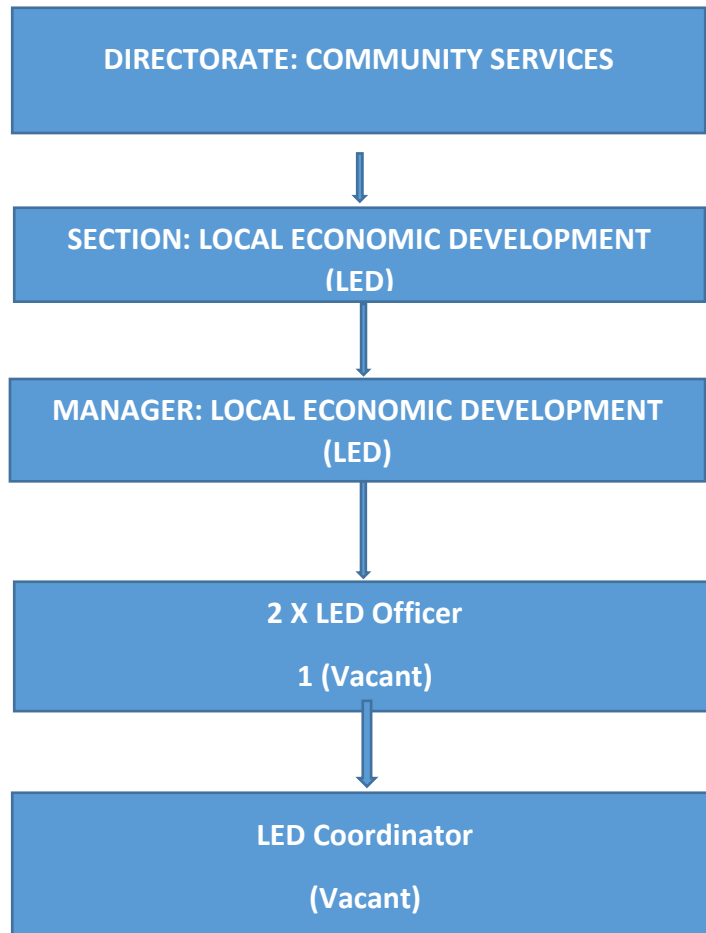 DIRECTORATE: COMMUNITY SERVICES
SECTION: LOCAL ECONOMIC DEVELOPMENT
(LED)
MANAGER: LOCAL ECONOMIC DEVELOPMENT
(LED)
2 X LED Officer
1 (Vacant)
LED Coordinator
(Vacant)